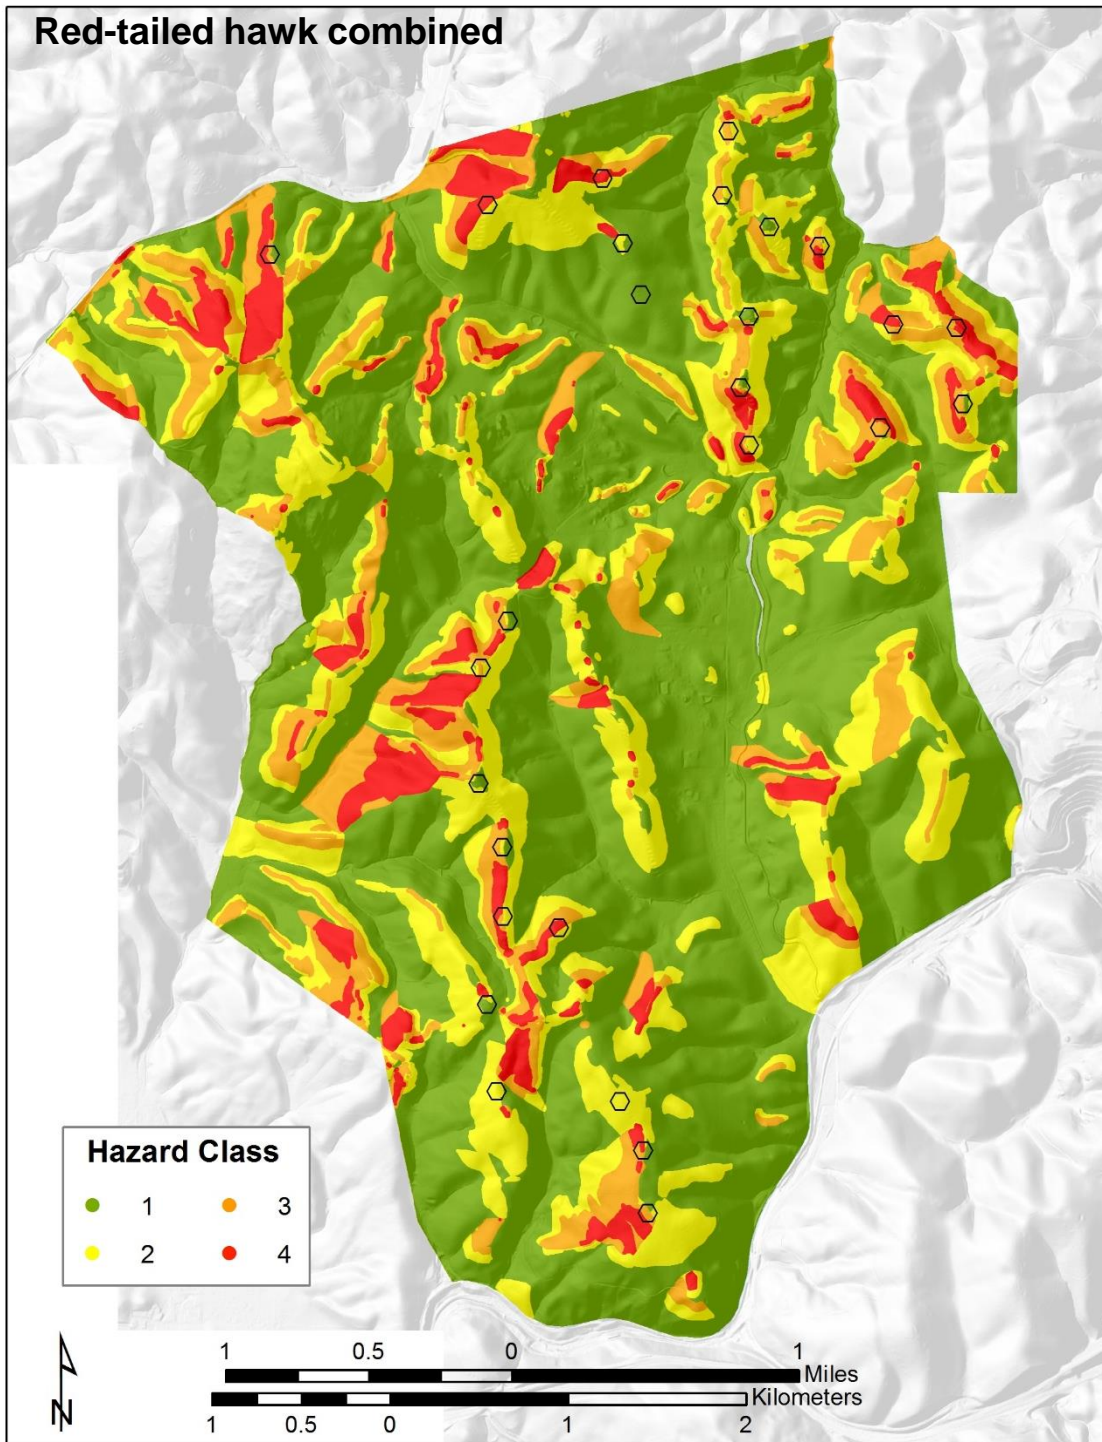 Red-tailed hawk combined
Hazard Class
1 3
2 4
1 0.5 0 1
Miles
Kilometers
1 0.5 0 1 2
N